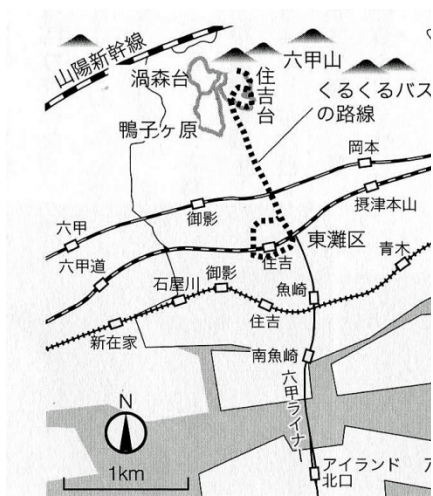 山陽新幹線
六甲山
渦森台
住吉台
くるくるバス
の路線
鴨子ヶ原
岡本
御影
摂津本山
六甲
六甲道
東灘区
住吉
青木
石屋川
御影
魚崎
住吉
新在家
南魚崎
六甲ライナー
N
1km
アイランド
北口